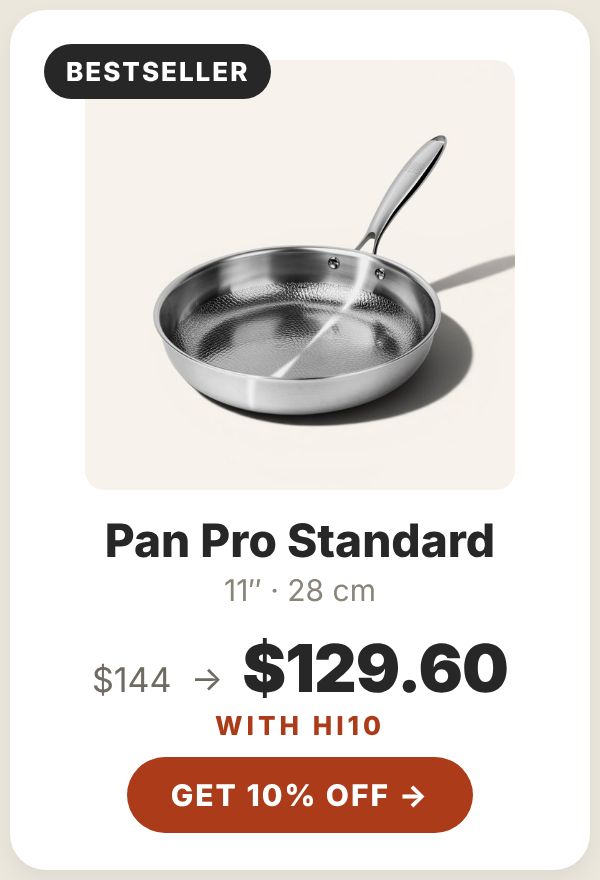 BESTSELLER
Pan Pro Standard
11″ · 28 cm
$144 → $129.60
WITH HI10
GET 10% OFF →